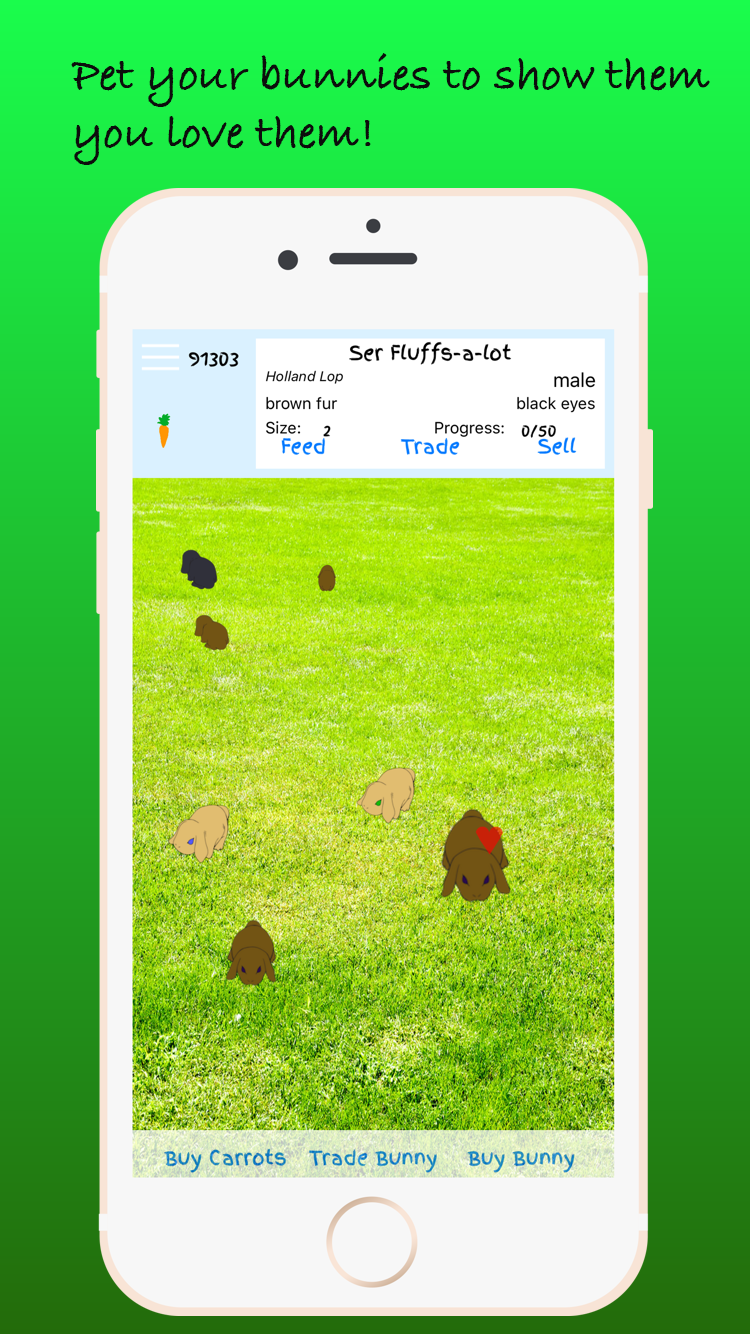 Pet your bunnies to show them
you love them!
91303
Ser Fluffs-a-lot
Holland Lop
male
brown fur
black eyes
Size: 2
Progress: 0/50
Feed
Trade
Sell
Buy Carrots
Trade Bunny
Buy Bunny